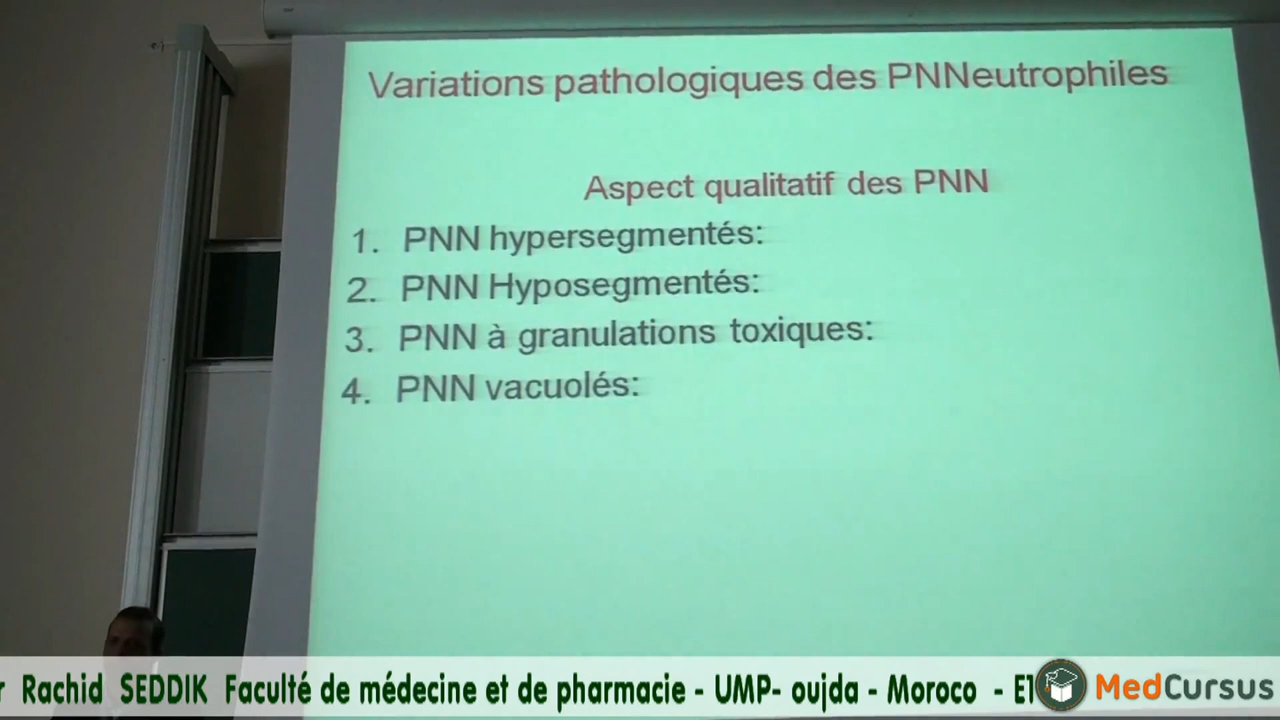 Variations pathologiques des PNNeutrophiles
Aspect qualitatif des PNN
1. PNN hypersegmentés:
2. PNN Hyposegmentés:
3. PNN à granulations toxiques:
4. PNN vacuolés:
r Rachid SEDDIK Faculté de médecine et de pharmacie - UMP- oujda - Moroco - E1
MedCursus